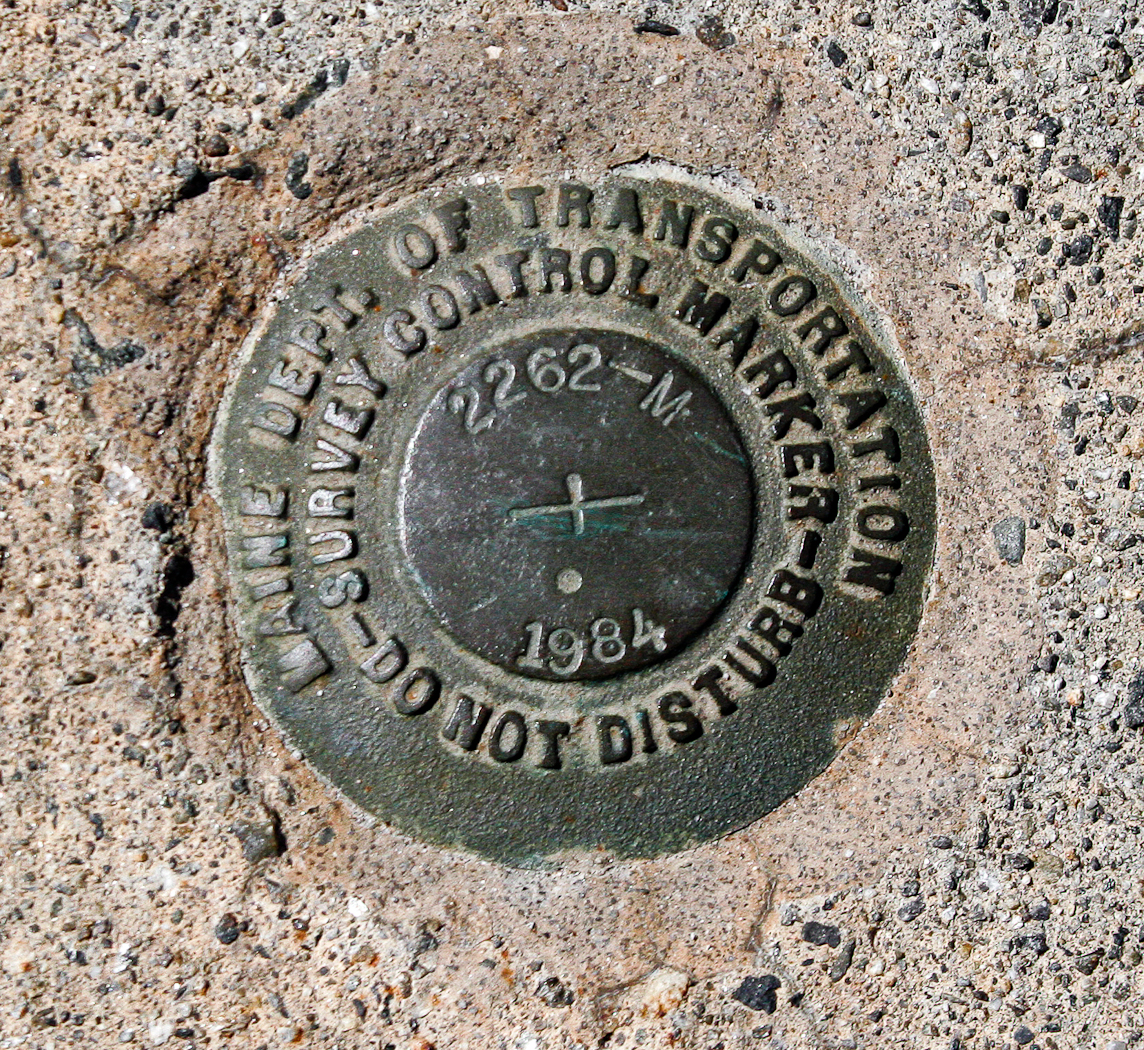 MAINE DEPT. OF TRANSPORTATION
SURVEY CONTROL MARKER-DO NOT DISTURB-
2262-M
1984